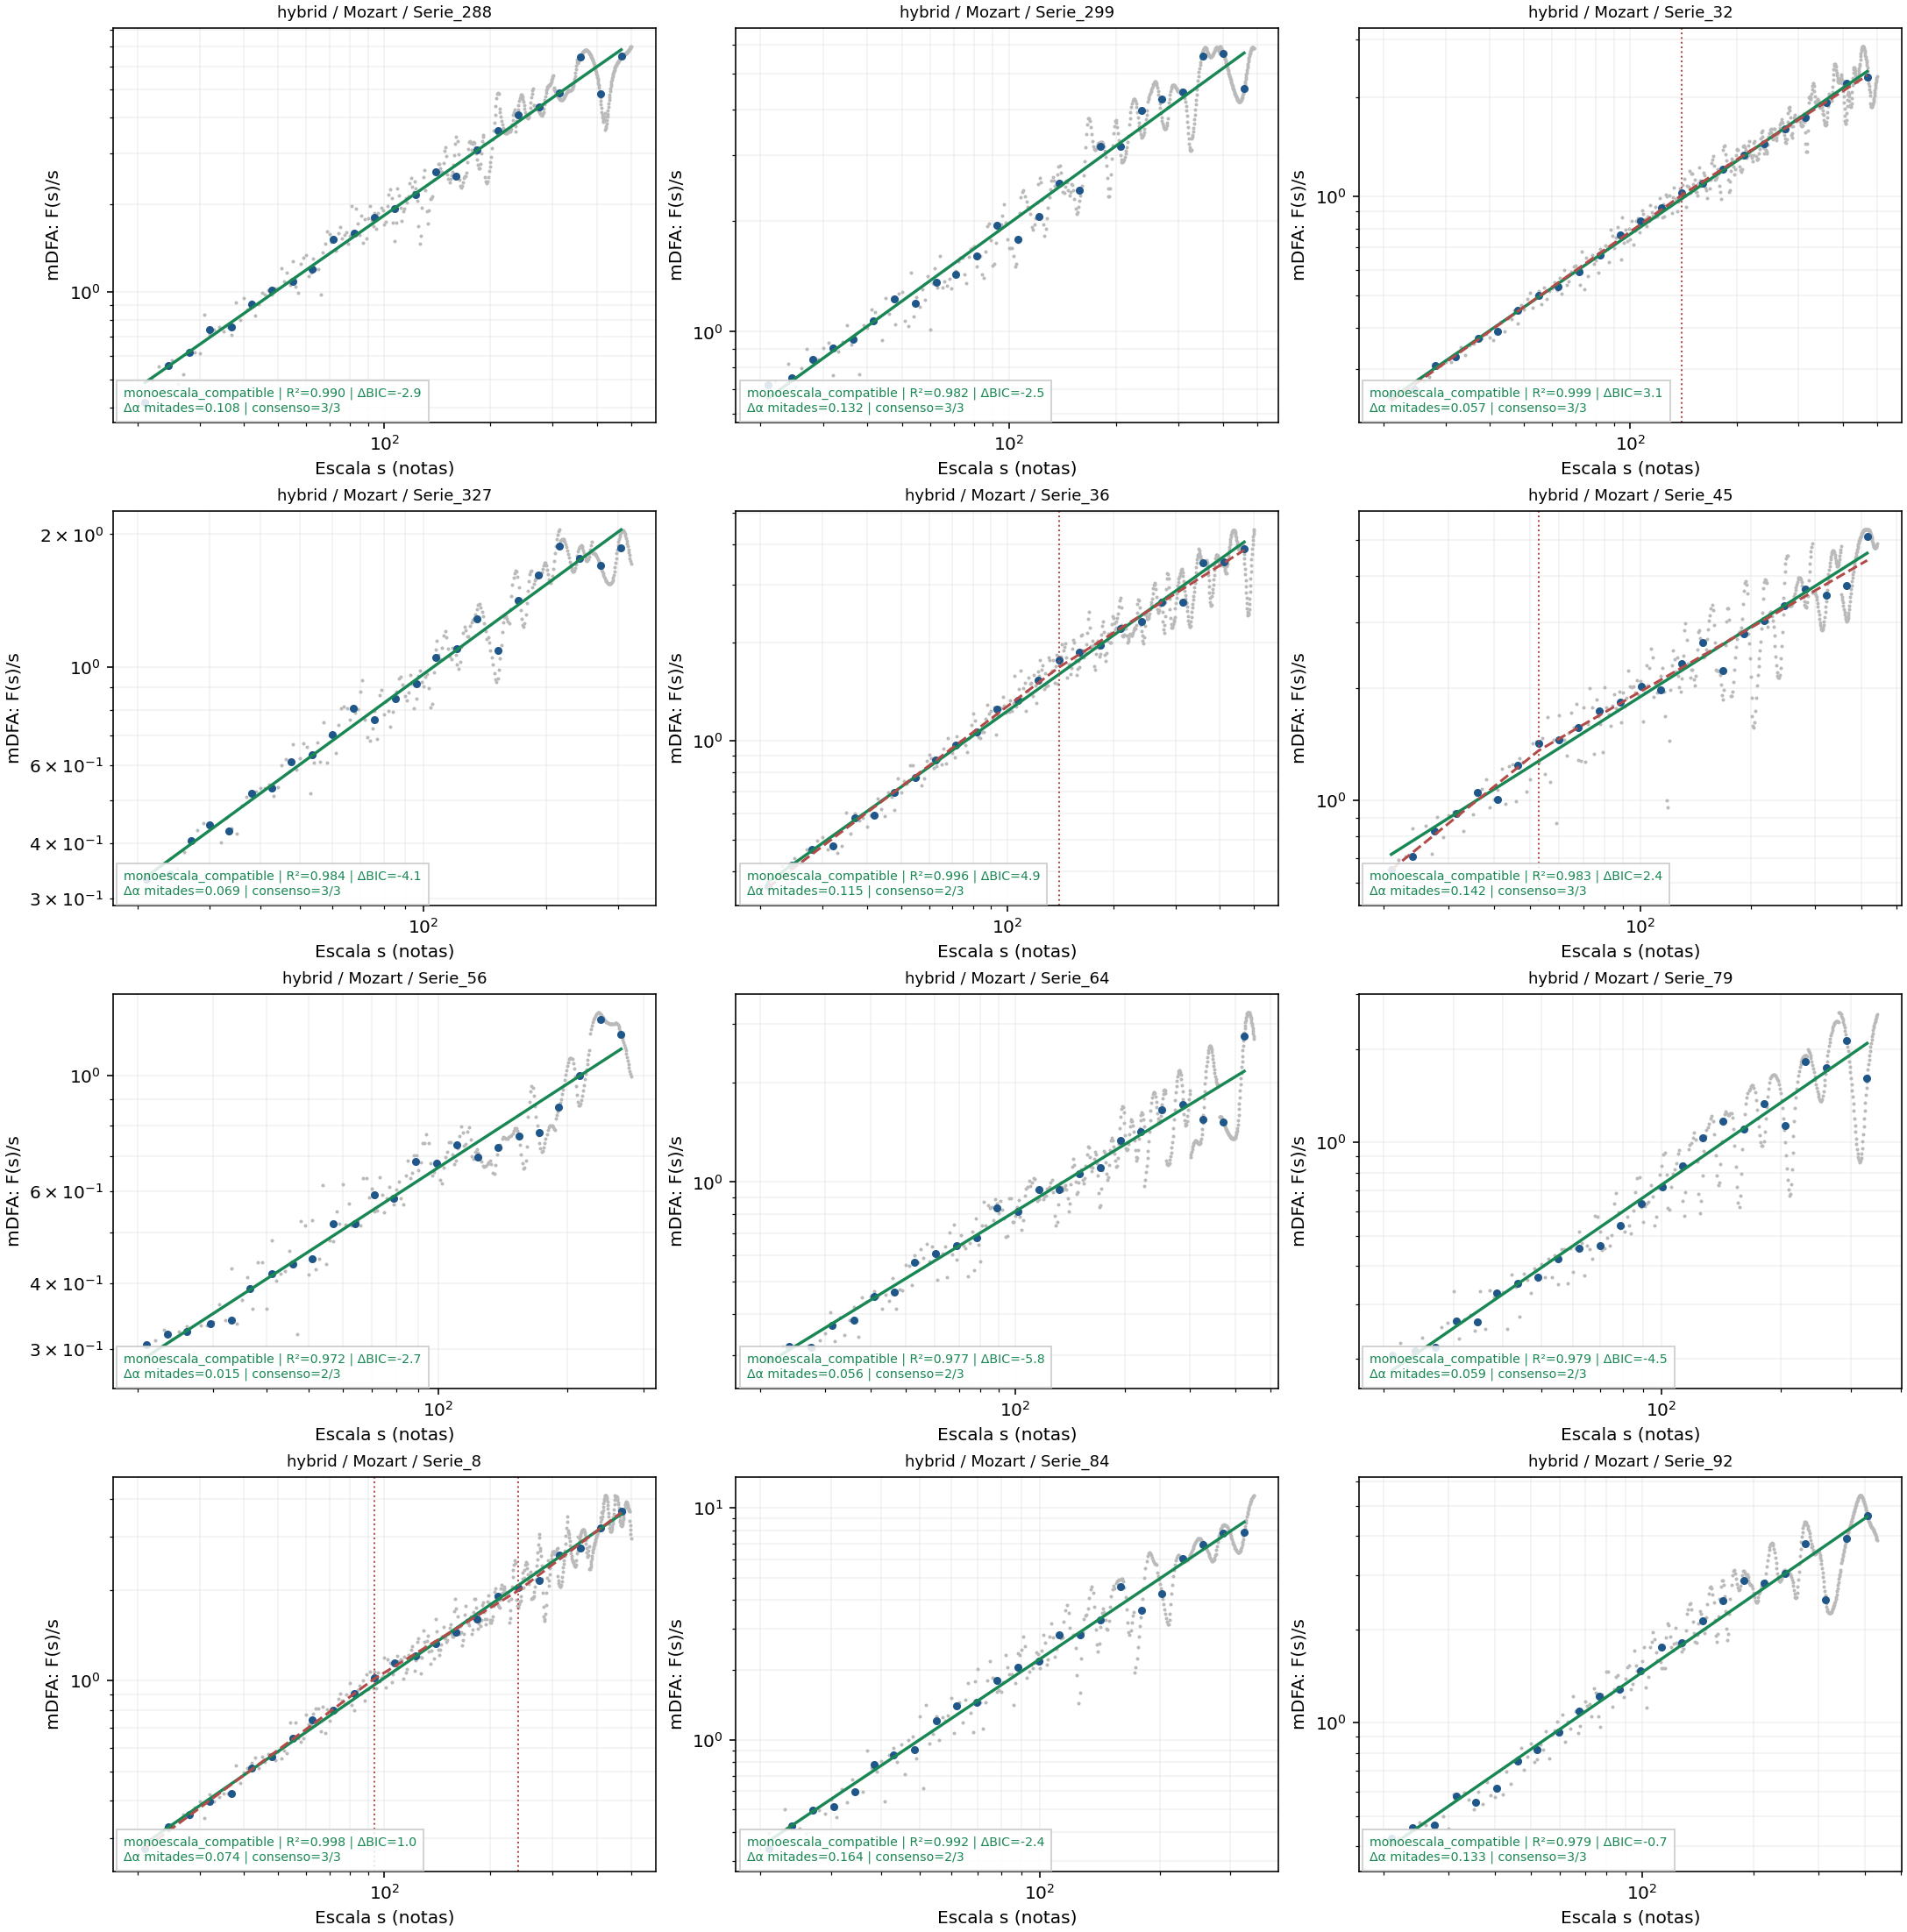 hybrid / Mozart / Serie_288
mDFA: F(s)/s
10⁰
monoescala_compatible | R²=0.990 | ΔBIC=-2.9
Δα mitades=0.108 | consenso=3/3
10²
Escala s (notas)
hybrid / Mozart / Serie_299
mDFA: F(s)/s
10⁰
monoescala_compatible | R²=0.982 | ΔBIC=-2.5
Δα mitades=0.132 | consenso=3/3
10²
Escala s (notas)
hybrid / Mozart / Serie_32
mDFA: F(s)/s
10⁰
monoescala_compatible | R²=0.999 | ΔBIC=3.1
Δα mitades=0.057 | consenso=3/3
10²
Escala s (notas)
hybrid / Mozart / Serie_327
mDFA: F(s)/s
2 × 10⁰
10⁰
6 × 10⁻¹
4 × 10⁻¹
3 × 10⁻¹
monoescala_compatible | R²=0.984 | ΔBIC=-4.1
Δα mitades=0.069 | consenso=3/3
10²
Escala s (notas)
hybrid / Mozart / Serie_36
mDFA: F(s)/s
10⁰
monoescala_compatible | R²=0.996 | ΔBIC=4.9
Δα mitades=0.115 | consenso=2/3
10²
Escala s (notas)
hybrid / Mozart / Serie_45
mDFA: F(s)/s
10⁰
monoescala_compatible | R²=0.983 | ΔBIC=2.4
Δα mitades=0.142 | consenso=3/3
10²
Escala s (notas)
hybrid / Mozart / Serie_56
mDFA: F(s)/s
10⁰
6 × 10⁻¹
4 × 10⁻¹
3 × 10⁻¹
monoescala_compatible | R²=0.972 | ΔBIC=-2.7
Δα mitades=0.015 | consenso=2/3
10²
Escala s (notas)
hybrid / Mozart / Serie_64
mDFA: F(s)/s
10⁰
monoescala_compatible | R²=0.977 | ΔBIC=-5.8
Δα mitades=0.056 | consenso=2/3
10²
Escala s (notas)
hybrid / Mozart / Serie_79
mDFA: F(s)/s
10⁰
monoescala_compatible | R²=0.979 | ΔBIC=-4.5
Δα mitades=0.059 | consenso=2/3
10²
Escala s (notas)
hybrid / Mozart / Serie_8
mDFA: F(s)/s
10⁰
monoescala_compatible | R²=0.998 | ΔBIC=1.0
Δα mitades=0.074 | consenso=3/3
10²
Escala s (notas)
hybrid / Mozart / Serie_84
mDFA: F(s)/s
10¹
10⁰
monoescala_compatible | R²=0.992 | ΔBIC=-2.4
Δα mitades=0.164 | consenso=2/3
10²
Escala s (notas)
hybrid / Mozart / Serie_92
mDFA: F(s)/s
10⁰
monoescala_compatible | R²=0.979 | ΔBIC=-0.7
Δα mitades=0.133 | consenso=3/3
10²
Escala s (notas)